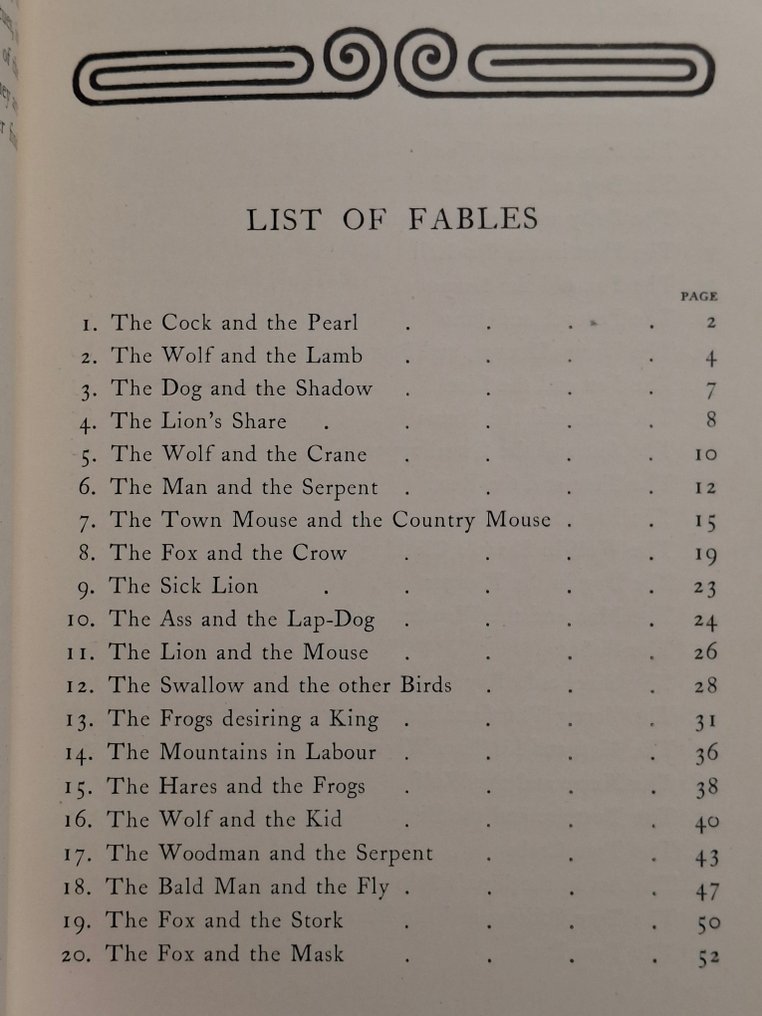 LIST OF FABLES
PAGE
1. The Cock and the Pearl . . . . 2
2. The Wolf and the Lamb . . . . 4
3. The Dog and the Shadow . . . . 7
4. The Lion's Share . . . . . 8
5. The Wolf and the Crane . . . . 10
6. The Man and the Serpent . . . . 12
7. The Town Mouse and the Country Mouse . . 15
8. The Fox and the Crow . . . . 19
9. The Sick Lion . . . . . 23
10. The Ass and the Lap-Dog . . . . 24
11. The Lion and the Mouse . . . . 26
12. The Swallow and the other Birds . . . 28
13. The Frogs desiring a King . . . . 31
14. The Mountains in Labour . . . . 36
15. The Hares and the Frogs . . . . 38
16. The Wolf and the Kid . . . . 40
17. The Woodman and the Serpent . . . 43
18. The Bald Man and the Fly . . . . 47
19. The Fox and the Stork . . . . 50
20. The Fox and the Mask . . . . 52